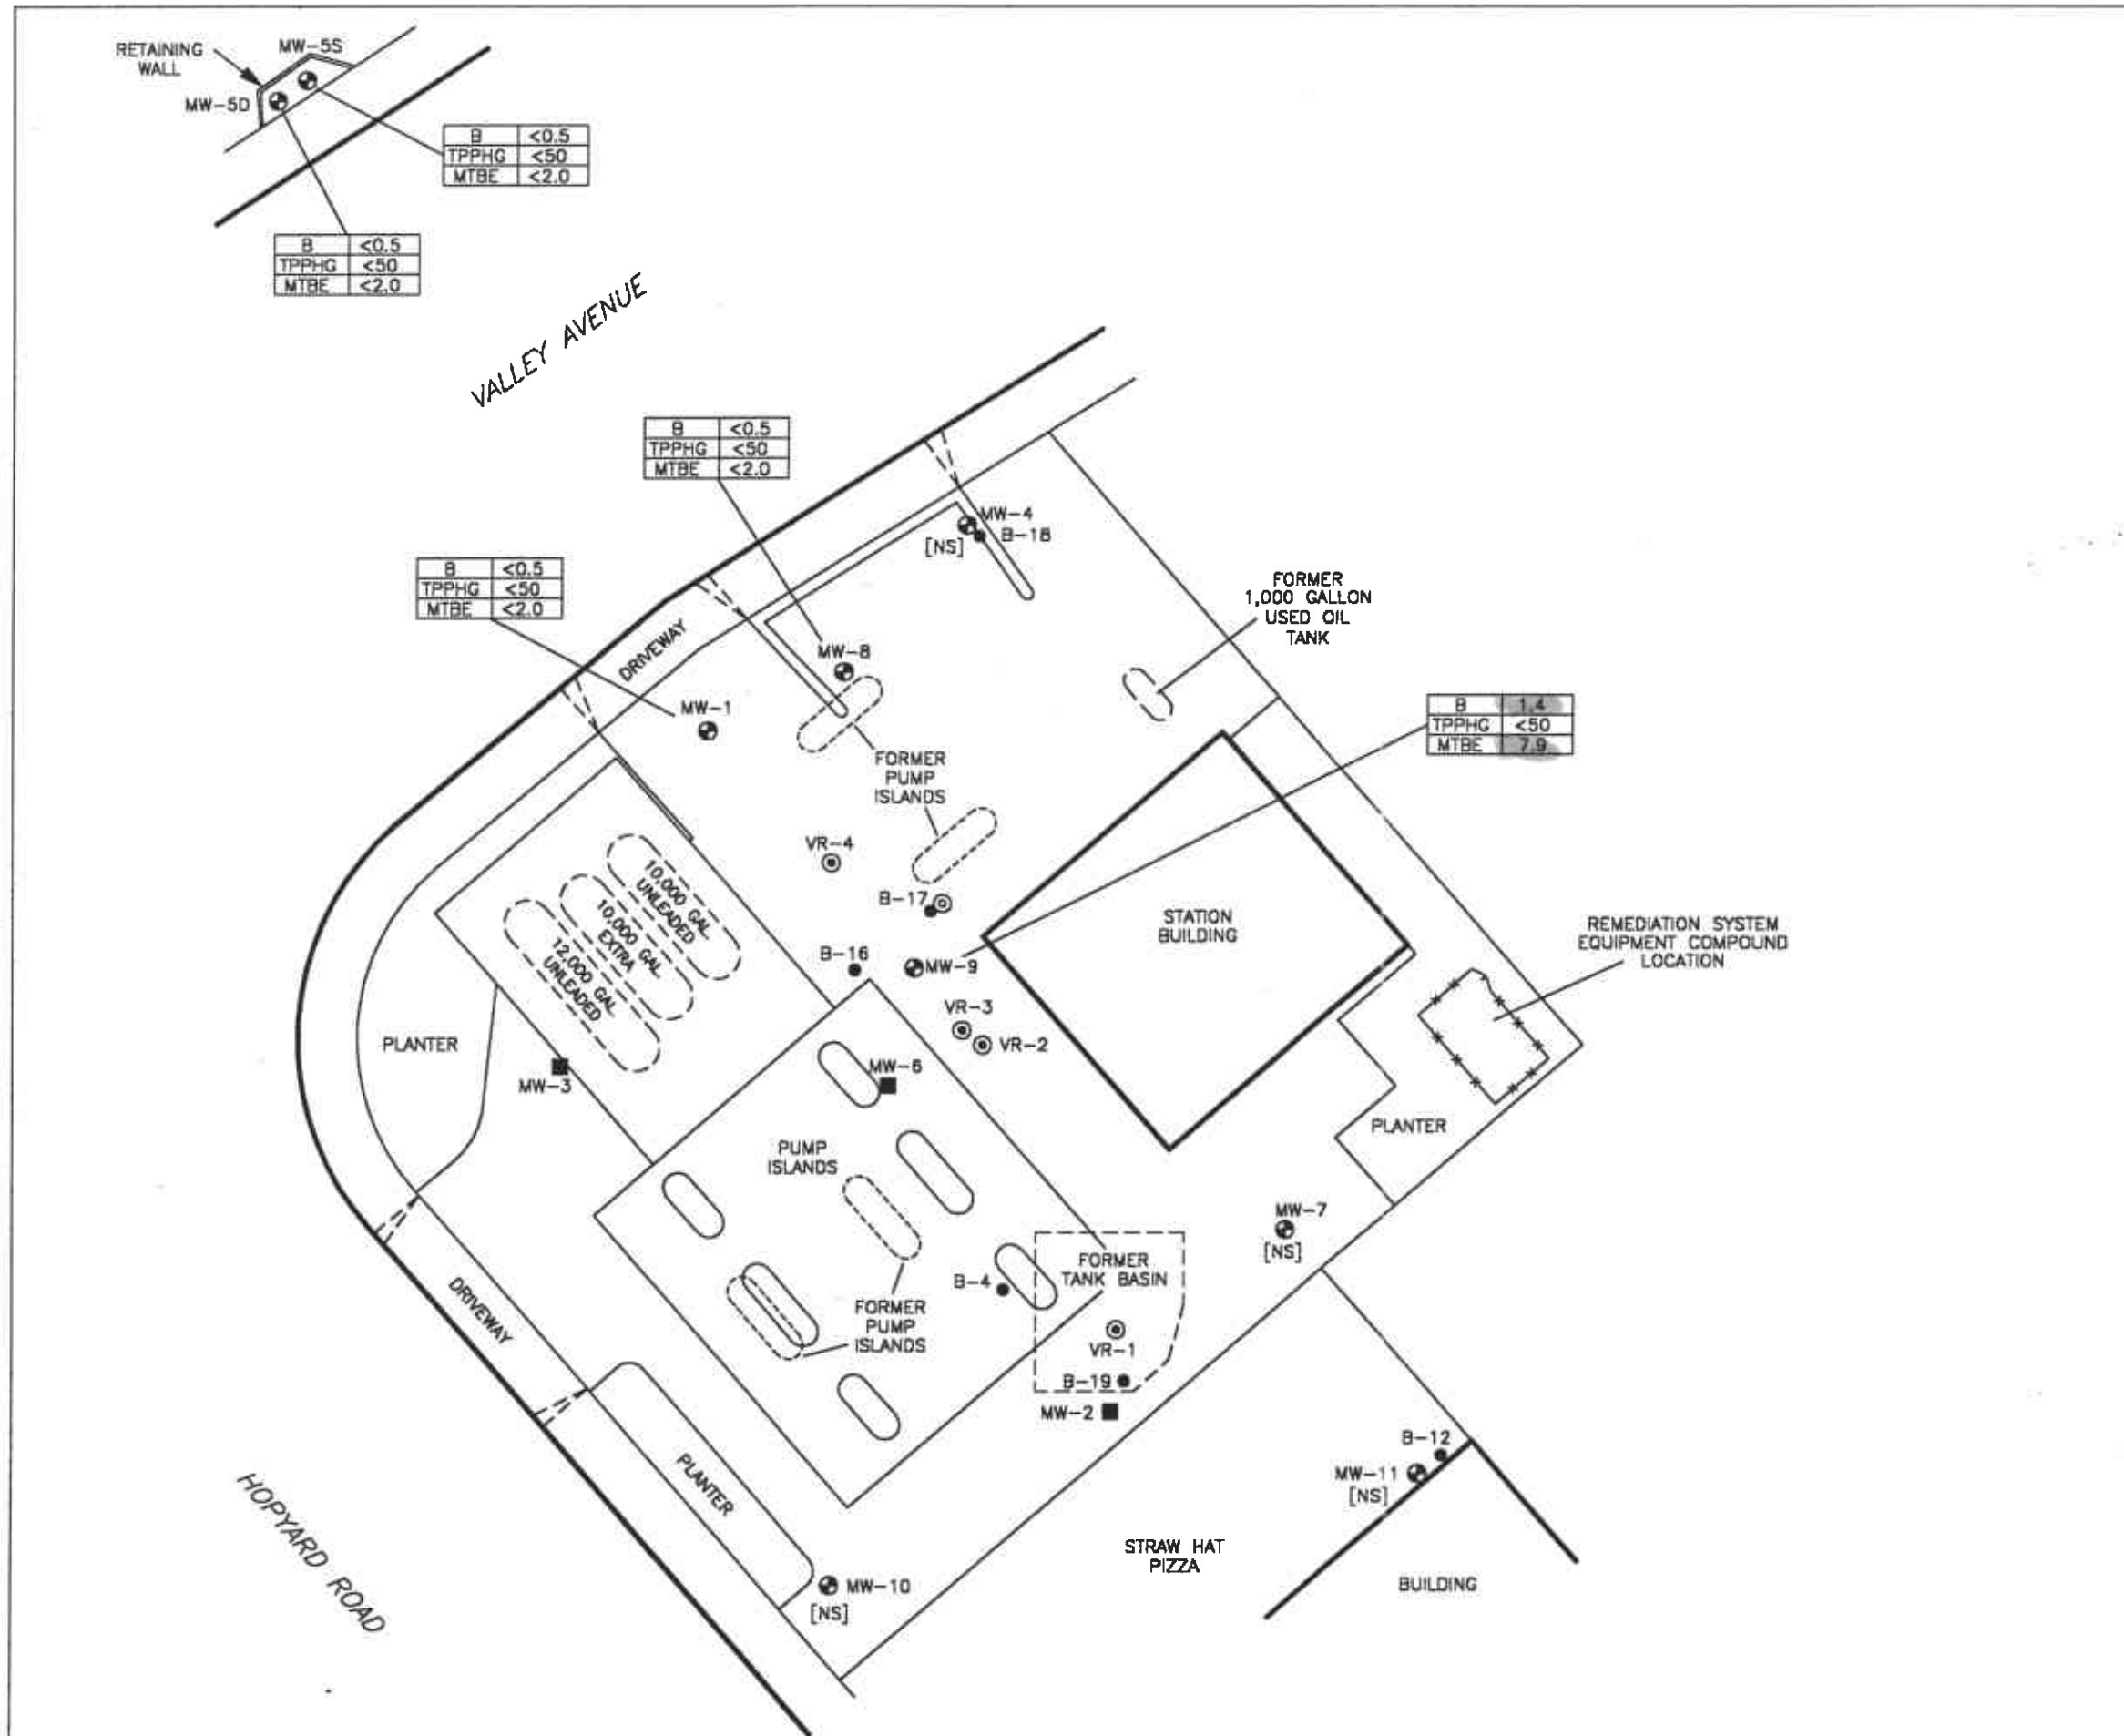 RETAINING
WALL
MW-5S
MW-5D
B <0.5
TPPHG <50
MTBE <2.0
B <0.5
TPPHG <50
MTBE <2.0
VALLEY AVENUE
B <0.5
TPPHG <50
MTBE <2.0
MW-4
[NS]
B-18
B <0.5
TPPHG <50
MTBE <2.0
FORMER
1,000 GALLON
USED OIL
TANK
DRIVEWAY
MW-8
MW-1
B 1.4
TPPHG <50
MTBE 7.9
FORMER
PUMP
ISLANDS
VR-4
10,000 GAL.
UNLEADED
10,000 GAL.
EXTRA
12,000 GAL.
UNLEADED
B-17
STATION
BUILDING
REMEDIATION SYSTEM
EQUIPMENT COMPOUND
LOCATION
B-16
MW-9
VR-3
VR-2
PLANTER
MW-3
MW-6
PLANTER
PUMP
ISLANDS
MW-7
[NS]
FORMER
TANK BASIN
B-4
DRIVEWAY
FORMER
PUMP
ISLANDS
VR-1
B-19
MW-2
B-12
MW-11
[NS]
PLANTER
HOPYARD ROAD
STRAW HAT
PIZZA
BUILDING
MW-10
[NS]